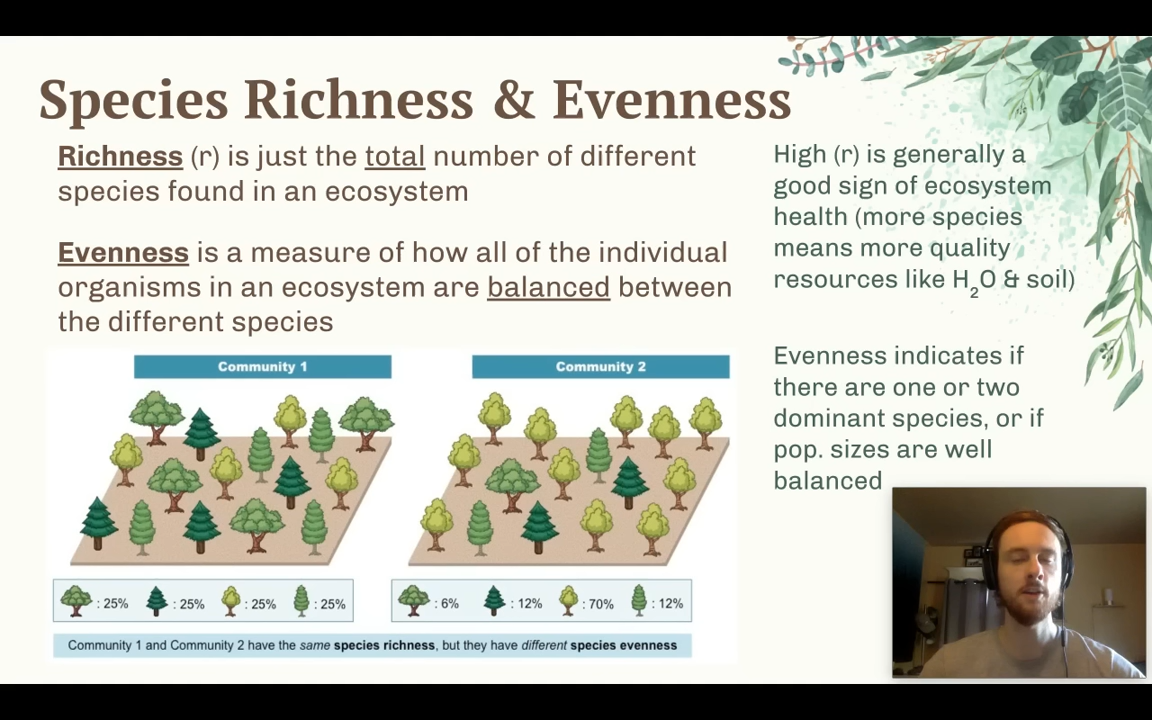 Species Richness & Evenness
Richness (r) is just the total number of different
species found in an ecosystem
Evenness is a measure of how all of the individual
organisms in an ecosystem are balanced between
the different species
High (r) is generally a
good sign of ecosystem
health (more species
means more quality
resources like H₂O & soil)
Evenness indicates if
there are one or two
dominant species, or if
pop. sizes are well
balanced
Community 1
Community 2
: 25% : 25% : 25% : 25%
: 6% : 12% : 70% : 12%
Community 1 and Community 2 have the same species richness, but they have different species evenness